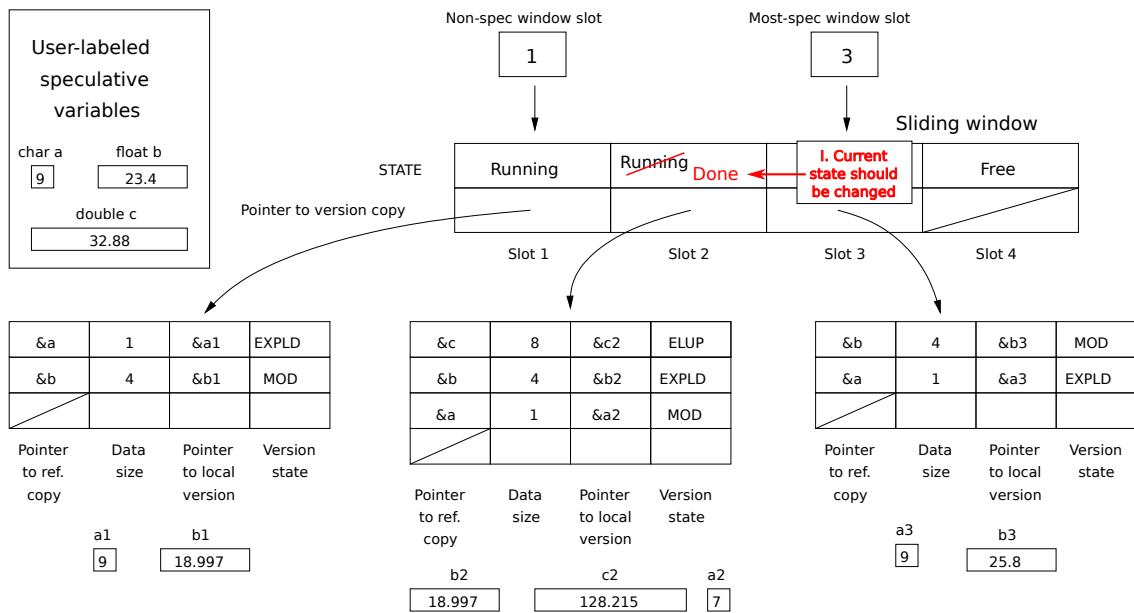 User-labeled
speculative
variables
char a
float b
9
23.4
double c
32.88
Non-spec window slot
Most-spec window slot
1
3
Sliding window
STATE
Running
Running
Done
I. Current
state should
be changed
Free
Pointer to version copy
Slot 1
Slot 2
Slot 3
Slot 4
&a 1 &a1 EXPLD
&b 4 &b1 MOD
Pointer
to ref.
copy
Data
size
Pointer
to local
version
Version
state
a1
b1
9
18.997
&c 8 &c2 ELUP
&b 4 &b2 EXPLD
&a 1 &a2 MOD
Pointer
to ref.
copy
Data
size
Pointer
to local
version
Version
state
b2
c2
a2
18.997
128.215
7
&b 4 &b3 MOD
&a 1 &a3 EXPLD
Pointer
to ref.
copy
Data
size
Pointer
to local
version
Version
state
a3
b3
9
25.8